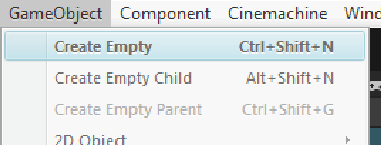 GameObject Component Cinemachine Wind
Create Empty Ctrl+Shift+N
Create Empty Child Alt+Shift+N
Create Empty Parent Ctrl+Shift+G
2D Object